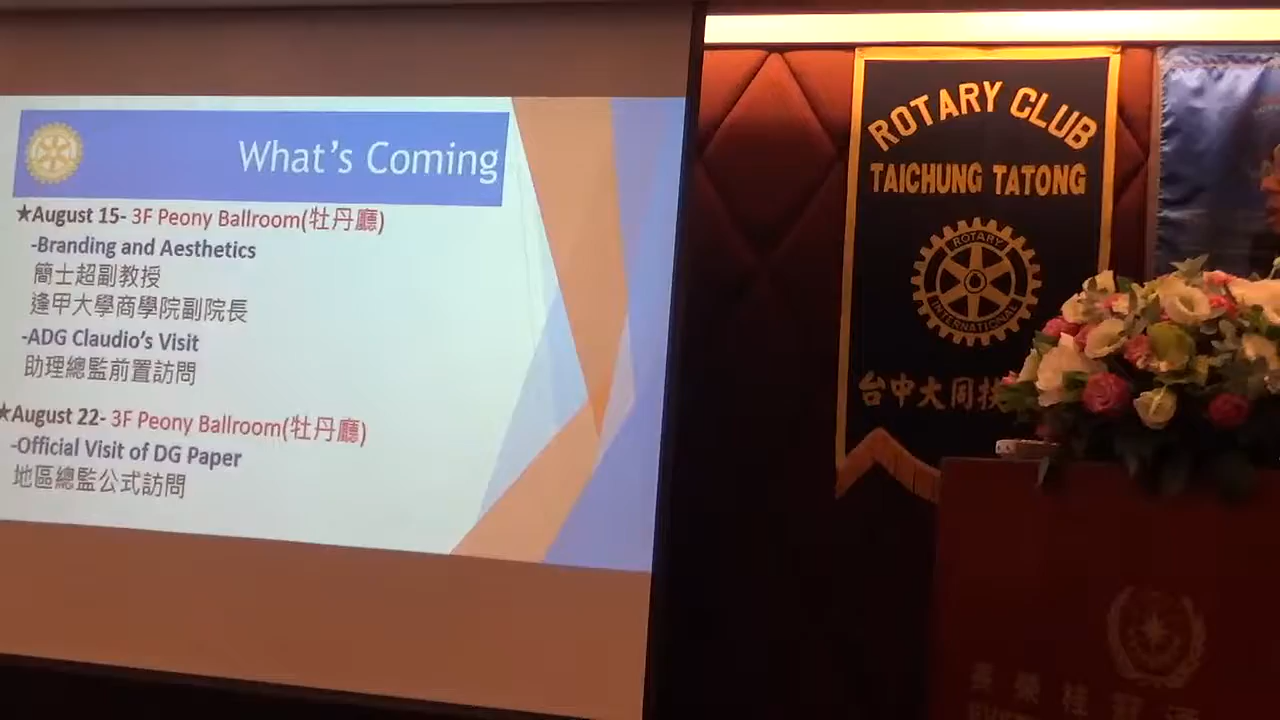 What's Coming
★August 15- 3F Peony Ballroom(牡丹廳)
-Branding and Aesthetics
簡士超副教授
逢甲大學商學院副院長
-ADG Claudio's Visit
助理總監前置訪問
★August 22- 3F Peony Ballroom(牡丹廳)
-Official Visit of DG Paper
地區總監公式訪問
ROTARY CLUB
TAICHUNG TATONG
ROTARY
INTERNATIONAL
台中大同扶